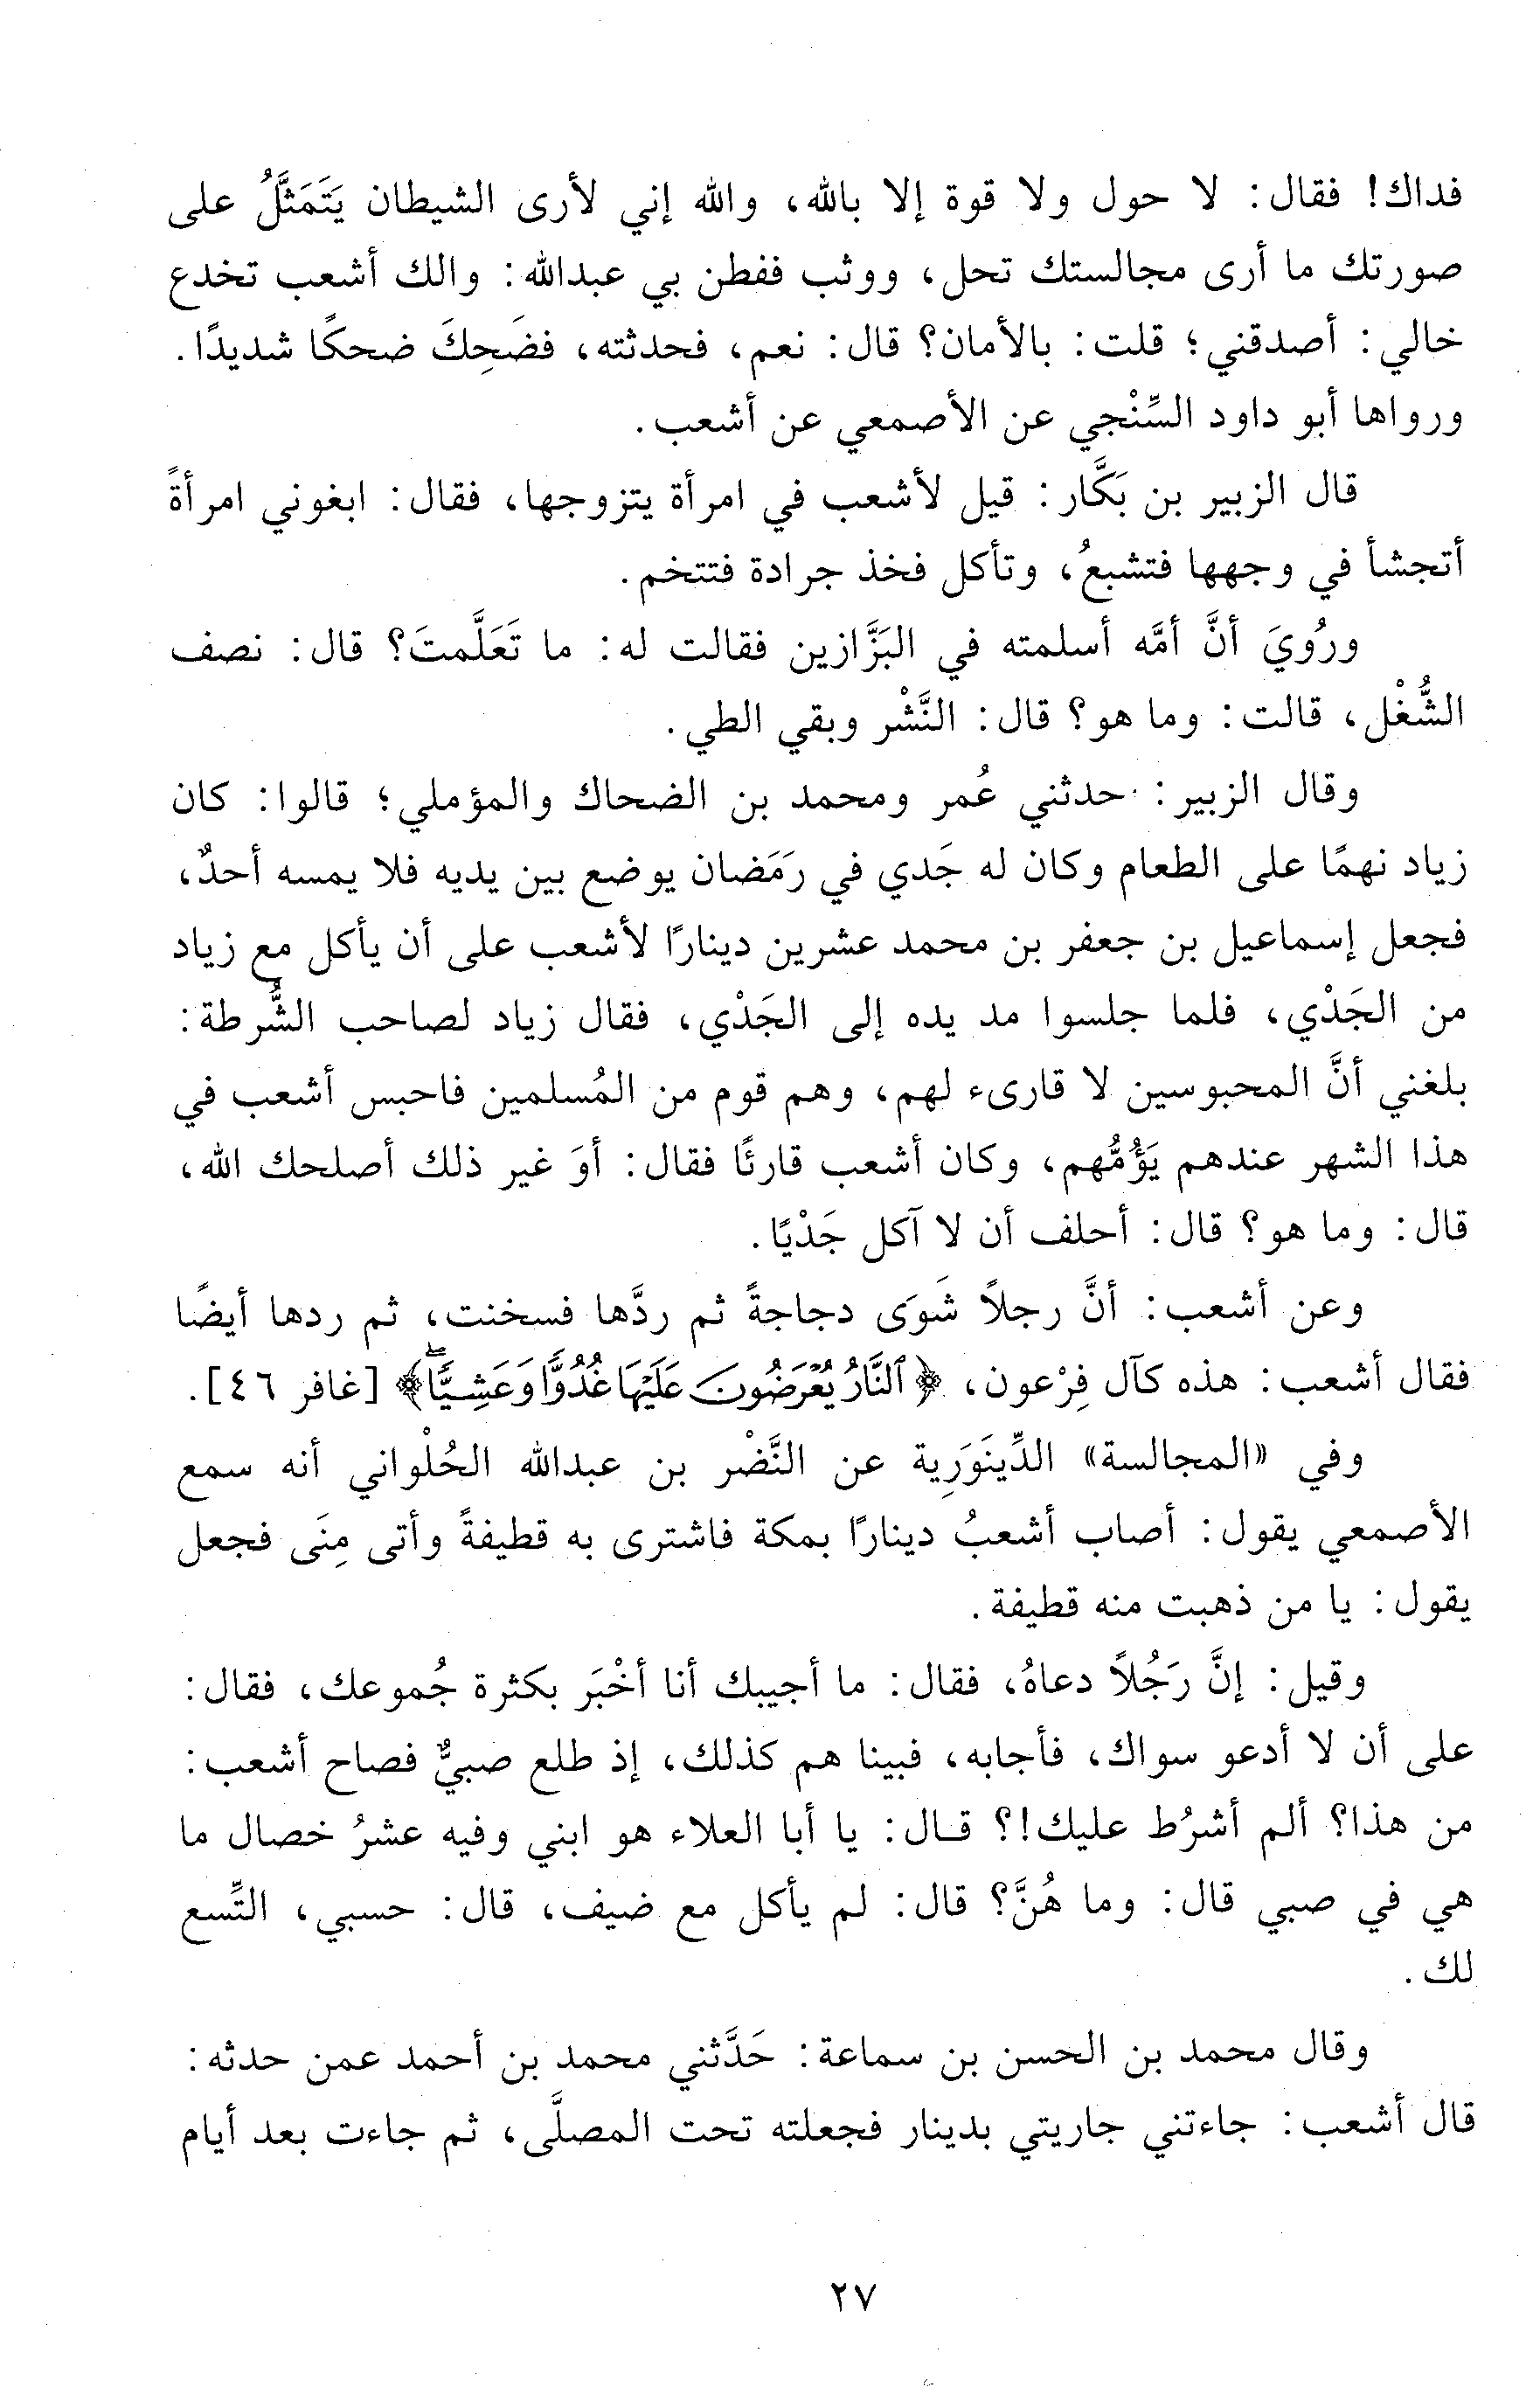 فداك! فقال: لا حول ولا قوة إلا بالله، والله إني لأرى الشيطان يَتَمَثَّلُ على
صورتك ما أرى مجالستك تحل، ووثب ففطن بي عبدالله: والك أشعب تخدع
خالي: أصدقني؛ قلت: بالأمان؟ قال: نعم، فحدثته، فضَحِكَ ضحكًا شديدًا.
ورواها أبو داود السِّنْجي عن الأصمعي عن أشعب.
قال الزبير بن بَكَّار: قيل لأشعب في امرأة يتزوجها، فقال: ابغوني امرأةً
أتجشأ في وجهها فتشبعُ، وتأكل فخذ جرادة فتتخم.
ورُويَ أنَّ أمَّه أسلمته في البَزَّازين فقالت له: ما تَعَلَّمتَ؟ قال: نصف
الشُّغْل، قالت: وما هو؟ قال: النَّشْر وبقي الطي.
وقال الزبير: حدثني عُمر ومحمد بن الضحاك والمؤملي؛ قالوا: كان
زياد نهمًا على الطعام وكان له جَدي في رَمَضان يوضع بين يديه فلا يمسه أحدٌ،
فجعل إسماعيل بن جعفر بن محمد عشرين دينارًا لأشعب على أن يأكل مع زياد
من الجَدْي، فلما جلسوا مد يده إلى الجَدْي، فقال زياد لصاحب الشُّرطة:
بلغني أنَّ المحبوسين لا قارىء لهم، وهم قوم من المُسلمين فاحبس أشعب في
هذا الشهر عندهم يَؤُمُّهم، وكان أشعب قارئًا فقال: أوَ غير ذلك أصلحك الله،
قال: وما هو؟ قال: أحلف أن لا آكل جَدْيًا.
وعن أشعب: أنَّ رجلاً شَوَى دجاجةً ثم ردَّها فسخنت، ثم ردها أيضًا
فقال أشعب: هذه كآل فِرْعون، ﴿ٱلنَّارُ يُعْرَضُونَ عَلَيْهَا غُدُوًّا وَعَشِيًّاۖ﴾ [غافر ٤٦].
وفي «المجالسة» الدِّينَوَرِية عن النَّضْر بن عبدالله الحُلْواني أنه سمع
الأصمعي يقول: أصاب أشعبُ دينارًا بمكة فاشترى به قطيفةً وأتى مِنَى فجعل
يقول: يا من ذهبت منه قطيفة.
وقيل: إنَّ رَجُلاً دعاهُ، فقال: ما أجيبك أنا أخْبَر بكثرة جُموعك، فقال:
على أن لا أدعو سواك، فأجابه، فبينا هم كذلك، إذ طلع صبيٌّ فصاح أشعب:
من هذا؟ ألم أشرُط عليك!؟ قال: يا أبا العلاء هو ابني وفيه عشرُ خصال ما
هي في صبي قال: وما هُنَّ؟ قال: لم يأكل مع ضيف، قال: حسبي، التِّسع
لك.
وقال محمد بن الحسن بن سماعة: حَدَّثني محمد بن أحمد عمن حدثه:
قال أشعب: جاءتني جاريتي بدينار فجعلته تحت المصلَّى، ثم جاءت بعد أيام
٢٧